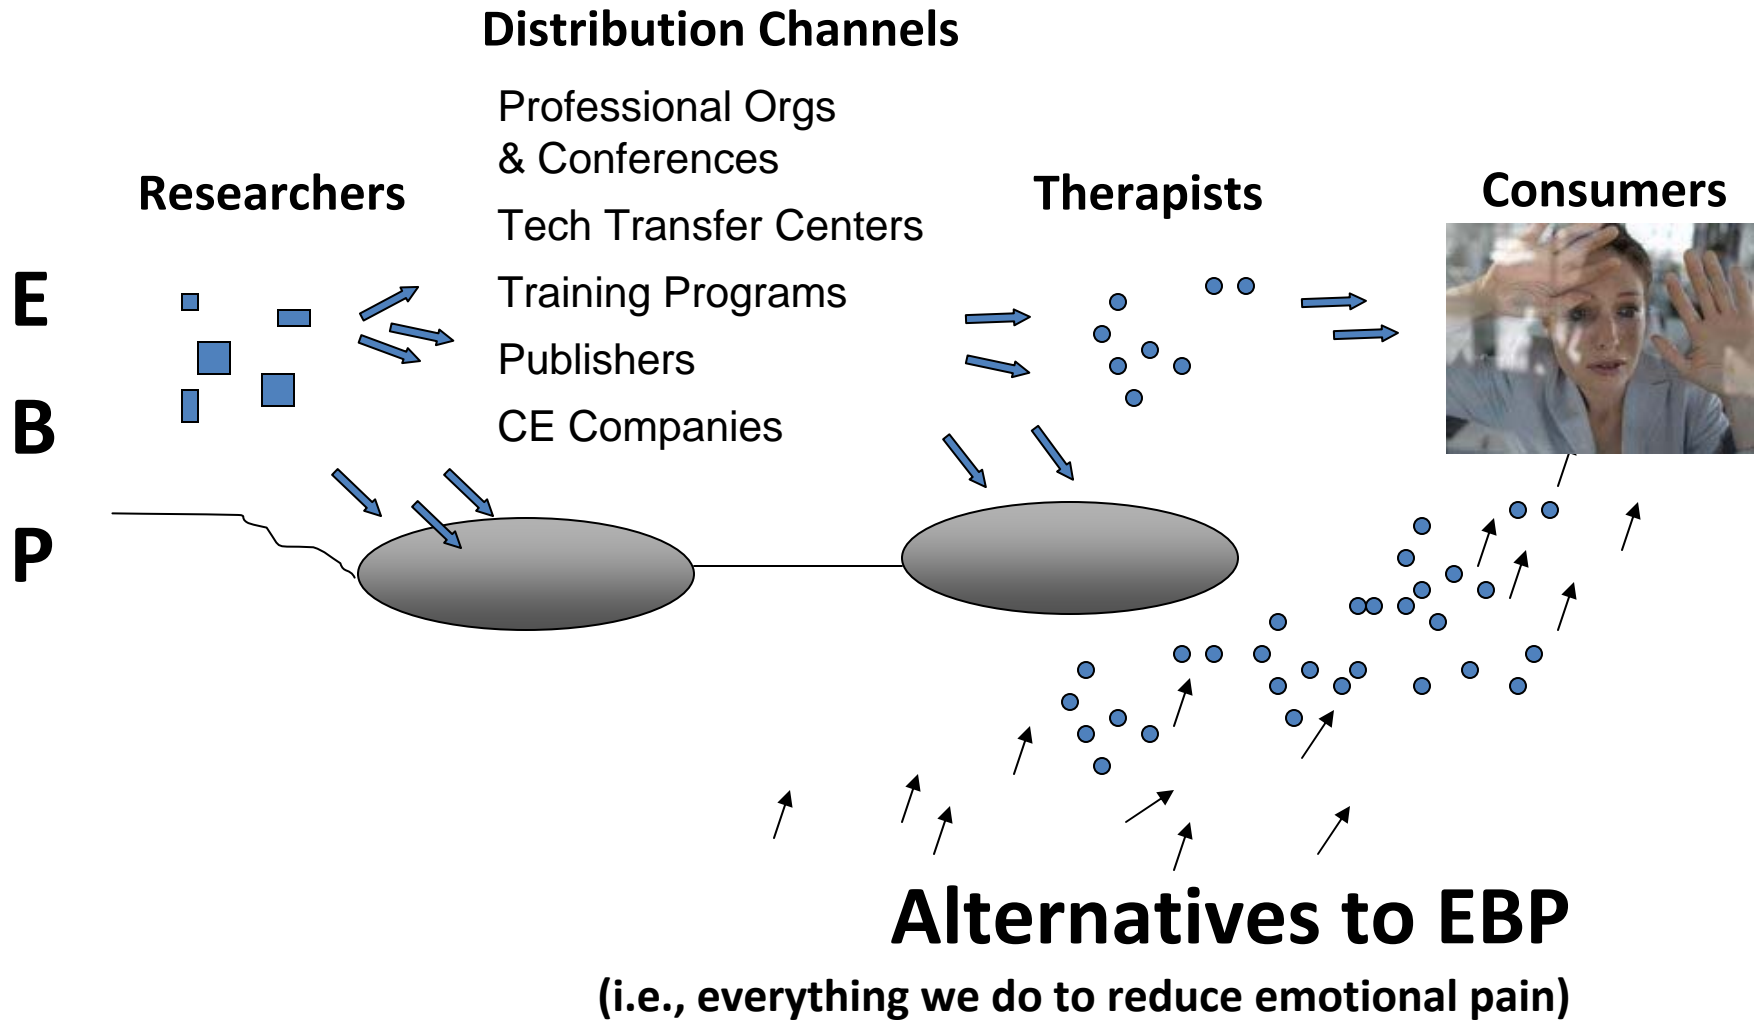 Distribution Channels
Professional Orgs
& Conferences
Researchers
Therapists
Consumers
Tech Transfer Centers
E
Training Programs
Publishers
B
CE Companies
P
Alternatives to EBP
(i.e., everything we do to reduce emotional pain)